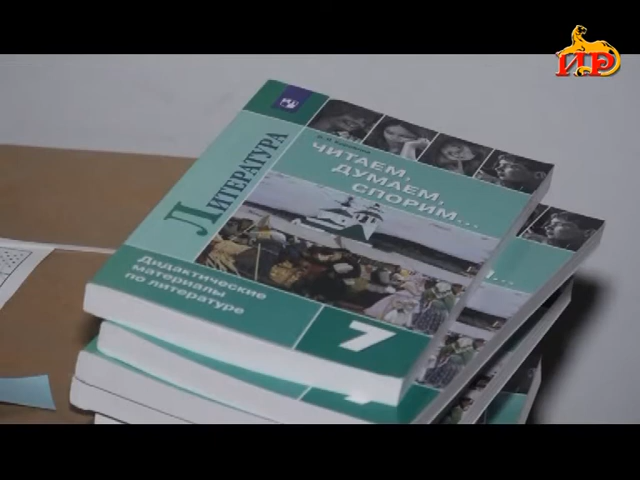 ИР
ЛИТЕРАТУРА
ЧИТАЕМ,
ДУМАЕМ,
СПОРИМ...
Дидактические
материалы
по литературе
7